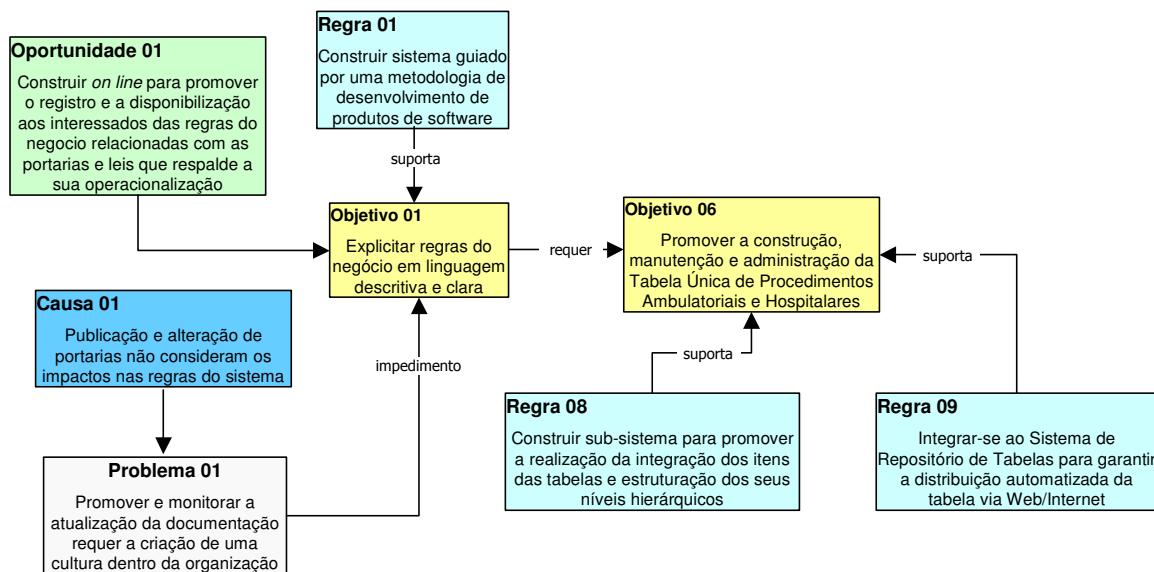 Oportunidade 01
Construir on line para promover
o registro e a disponibilização
aos interessados das regras do
negocio relacionadas com as
portarias e leis que respalde a
sua operacionalização
Regra 01
Construir sistema guiado
por uma metodologia de
desenvolvimento de
produtos de software
suporta
Objetivo 01
Explicitar regras do
negócio em linguagem
descritiva e clara
requer
Objetivo 06
Promover a construção,
manutenção e administração da
Tabela Única de Procedimentos
Ambulatoriais e Hospitalares
suporta
Causa 01
Publicação e alteração de
portarias não consideram os
impactos nas regras do sistema
impedimento
suporta
Problema 01
Promover e monitorar a
atualização da documentação
requer a criação de uma
cultura dentro da organização
Regra 08
Construir sub-sistema para promover
a realização da integração dos itens
das tabelas e estruturação dos seus
níveis hierárquicos
Regra 09
Integrar-se ao Sistema de
Repositório de Tabelas para garantir
a distribuição automatizada da
tabela via Web/Internet